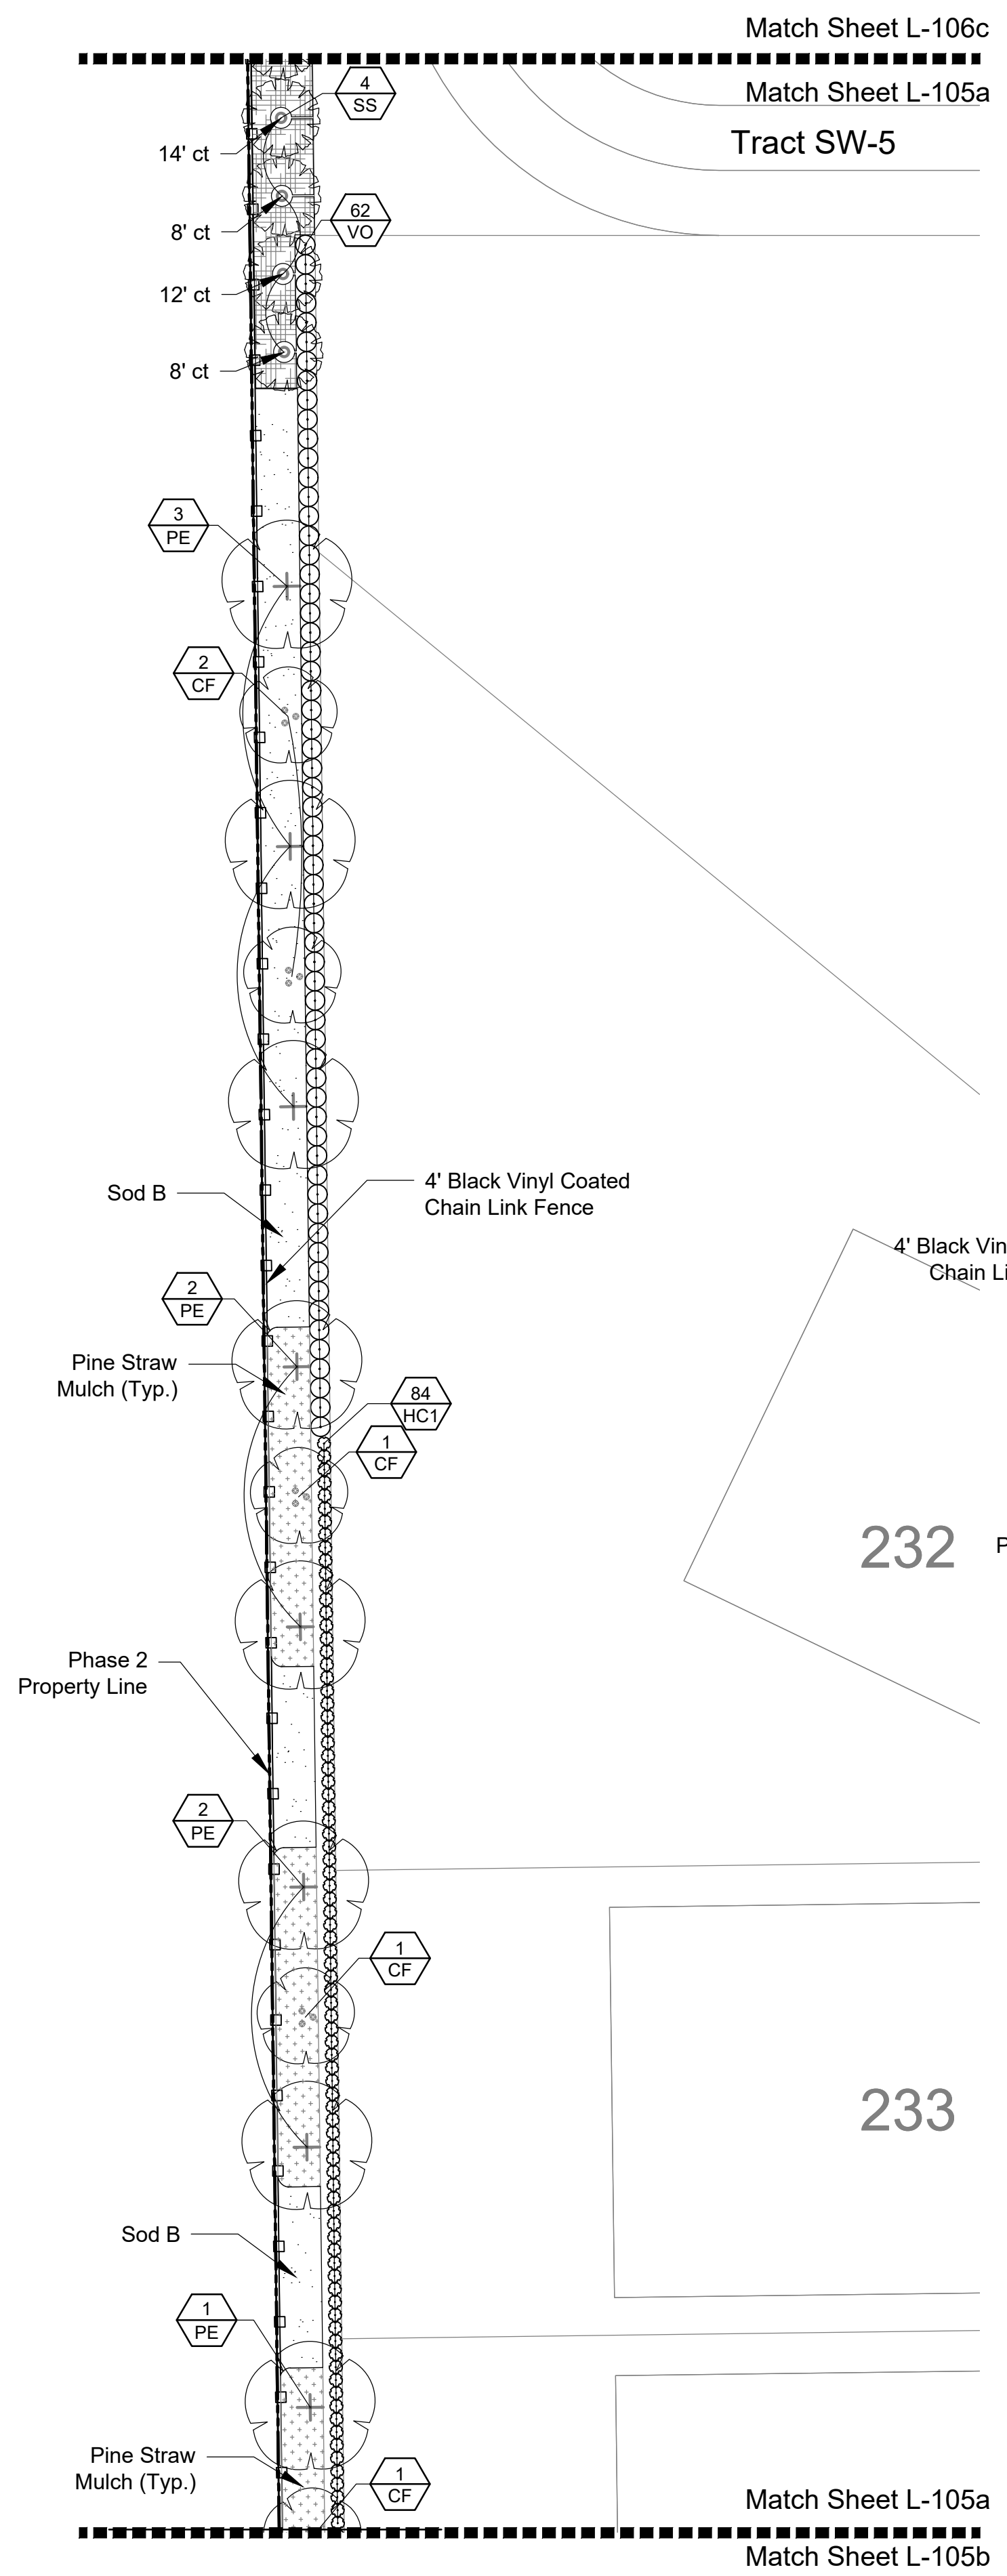 Match Sheet L-106c
Match Sheet L-105a
Tract SW-5
4
SS
14' ct
62
VO
8' ct
12' ct
8' ct
3
PE
2
CF
Sod B
4' Black Vinyl Coated
Chain Link Fence
4' Black Vin
Chain Li
2
PE
Pine Straw
Mulch (Typ.)
84
HC1
1
CF
232
P
Phase 2
Property Line
2
PE
1
CF
233
Sod B
1
PE
Pine Straw
Mulch (Typ.)
1
CF
Match Sheet L-105a
Match Sheet L-105b